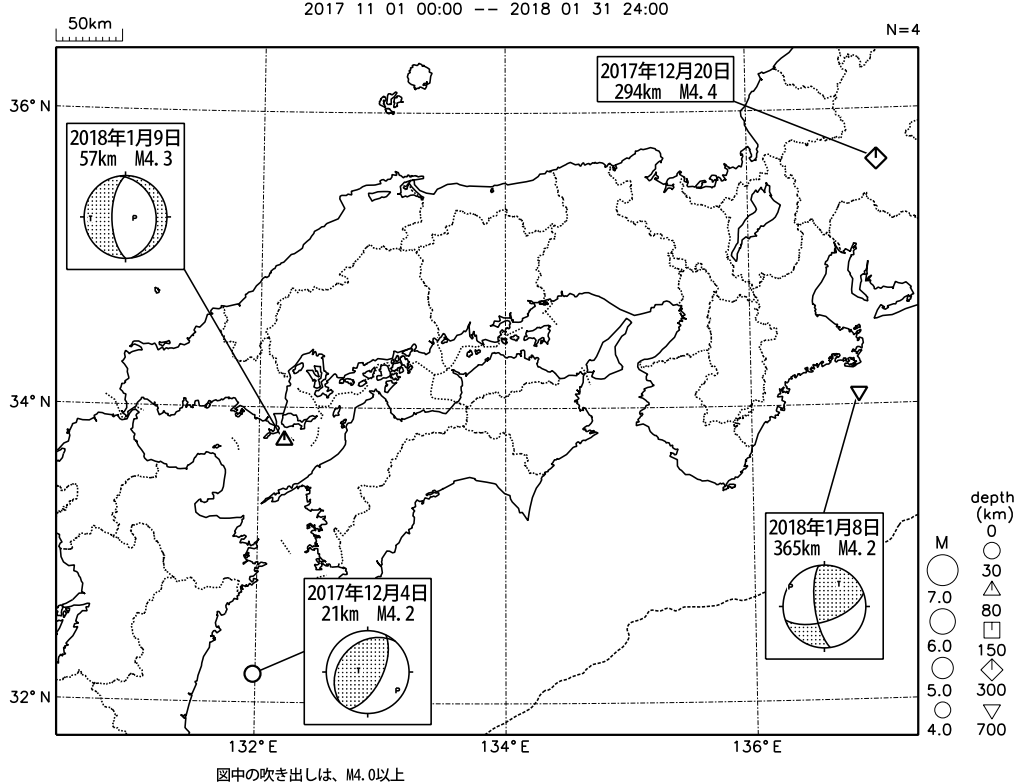 2017 11 01 00:00 -- 2018 01 31 24:00
50km
N=4
2017年12月20日
294km M4.4
36°N
2018年1月9日
57km M4.3
T
P
34°N
2018年1月8日
365km M4.2
P
T
2017年12月4日
21km M4.2
T
P
32°N
132°E
134°E
136°E
M
7.0
6.0
5.0
4.0
depth
(km)
0
30
80
150
300
700
図中の吹き出しは、M4.0以上